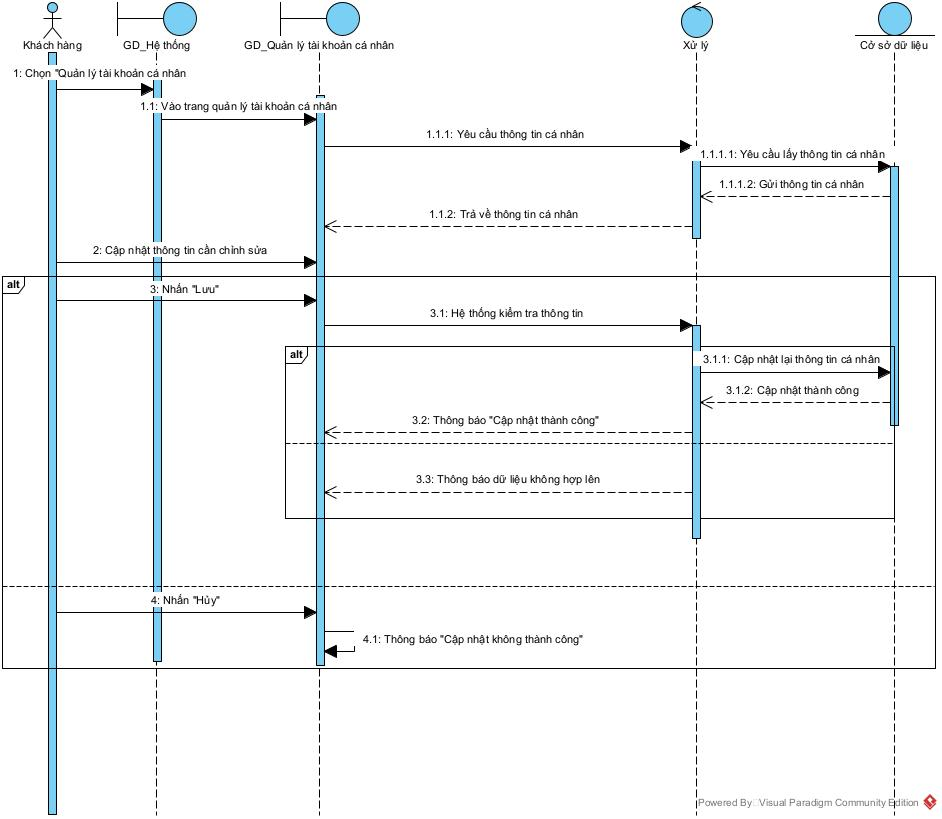 Khách hàng
GD_Hệ thống
GD_Quản lý tài khoản cá nhân
Xử lý
Cở sở dữ liệu
1: Chọn "Quản lý tài khoản cá nhân
1.1: Vào trang quản lý tài khoản cá nhân
1.1.1: Yêu cầu thông tin cá nhân
1.1.1.1: Yêu cầu lấy thông tin cá nhân
1.1.1.2: Gửi thông tin cá nhân
1.1.2: Trả về thông tin cá nhân
2: Cập nhật thông tin cần chỉnh sửa
alt
3: Nhấn "Lưu"
3.1: Hệ thống kiểm tra thông tin
alt
3.1.1: Cập nhật lại thông tin cá nhân
3.1.2: Cập nhật thành công
3.2: Thông báo "Cập nhật thành công"
3.3: Thông báo dữ liệu không hợp lên
4: Nhấn "Hủy"
4.1: Thông báo "Cập nhật không thành công"
Powered By Visual Paradigm Community Edition